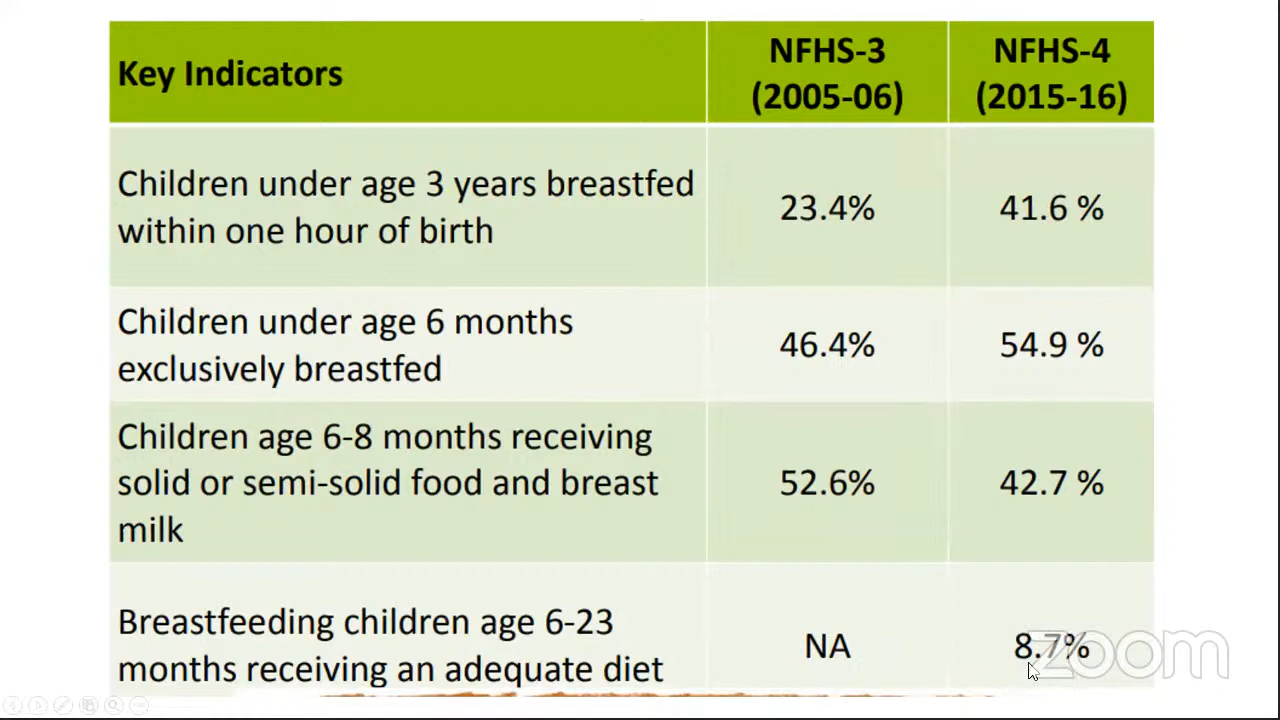 Key Indicators
NFHS-3
(2005-06)
NFHS-4
(2015-16)
Children under age 3 years breastfed
within one hour of birth
23.4%
41.6 %
Children under age 6 months
exclusively breastfed
46.4%
54.9 %
Children age 6-8 months receiving
solid or semi-solid food and breast
milk
52.6%
42.7 %
Breastfeeding children age 6-23
months receiving an adequate diet
NA
8.7%
zoom